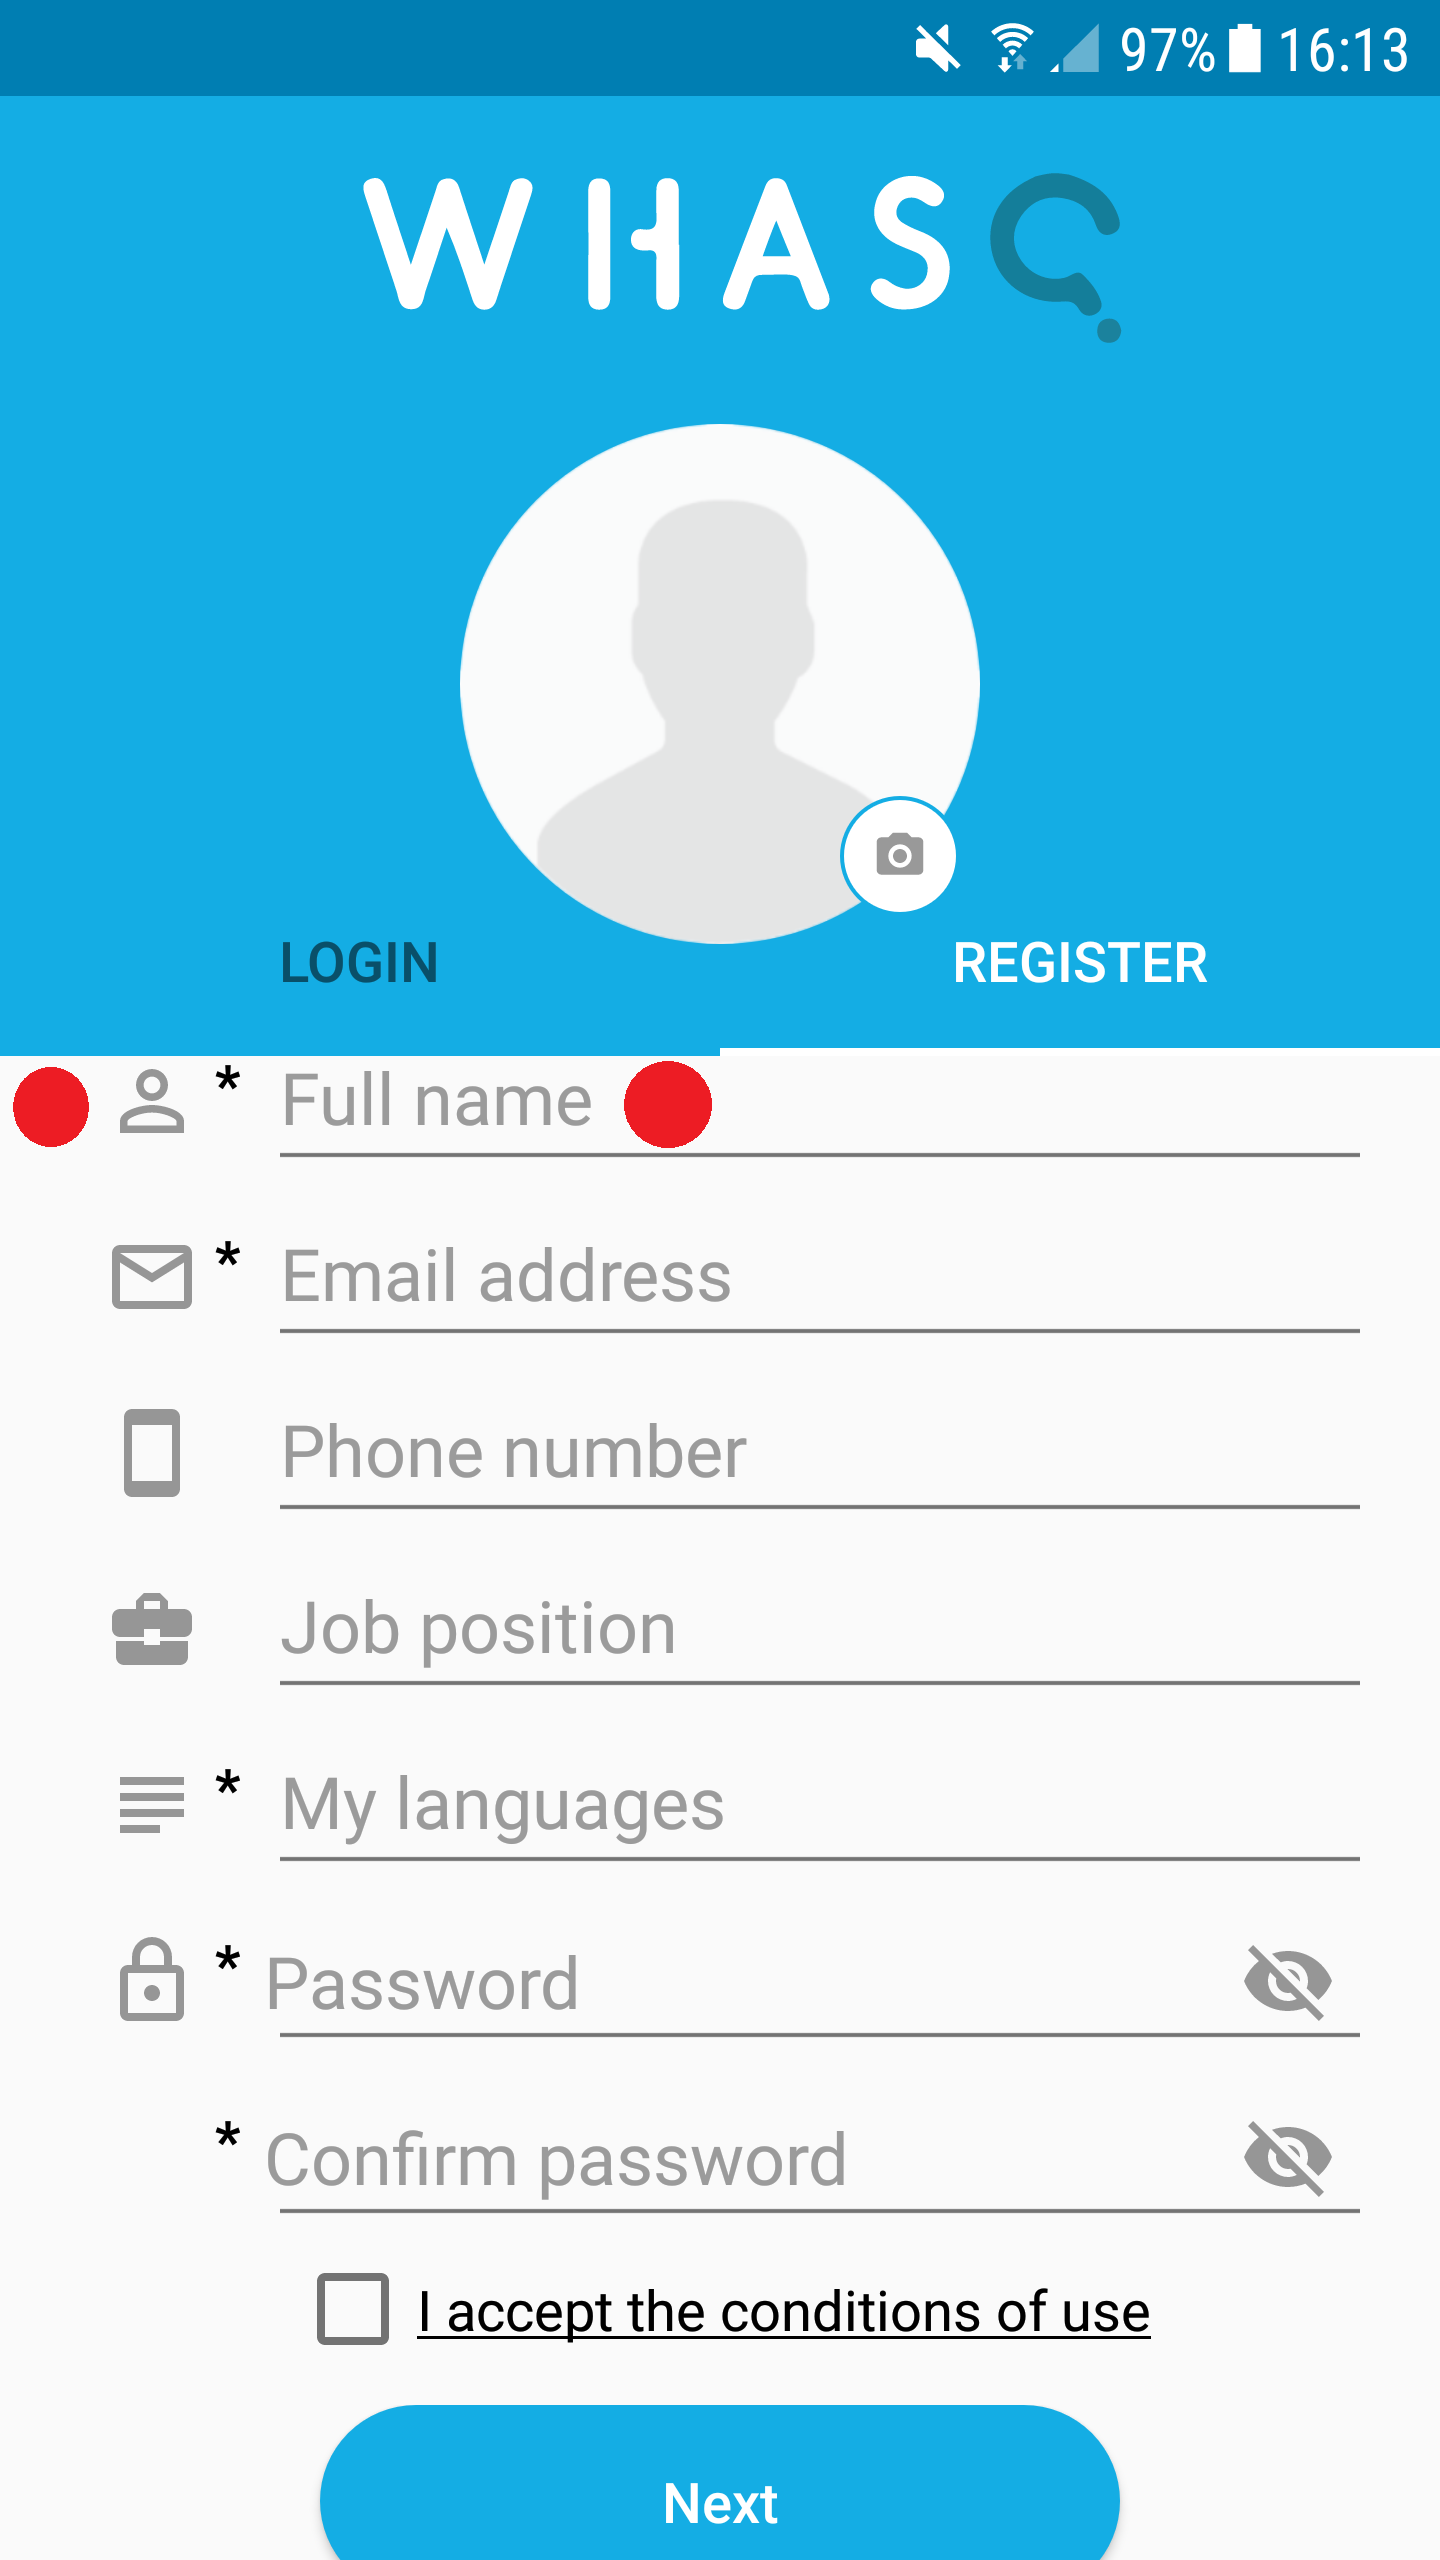 97% 16:13
WHASQ
LOGIN REGISTER
* Full name
* Email address
Phone number
Job position
* My languages
* Password
* Confirm password
I accept the conditions of use
Next